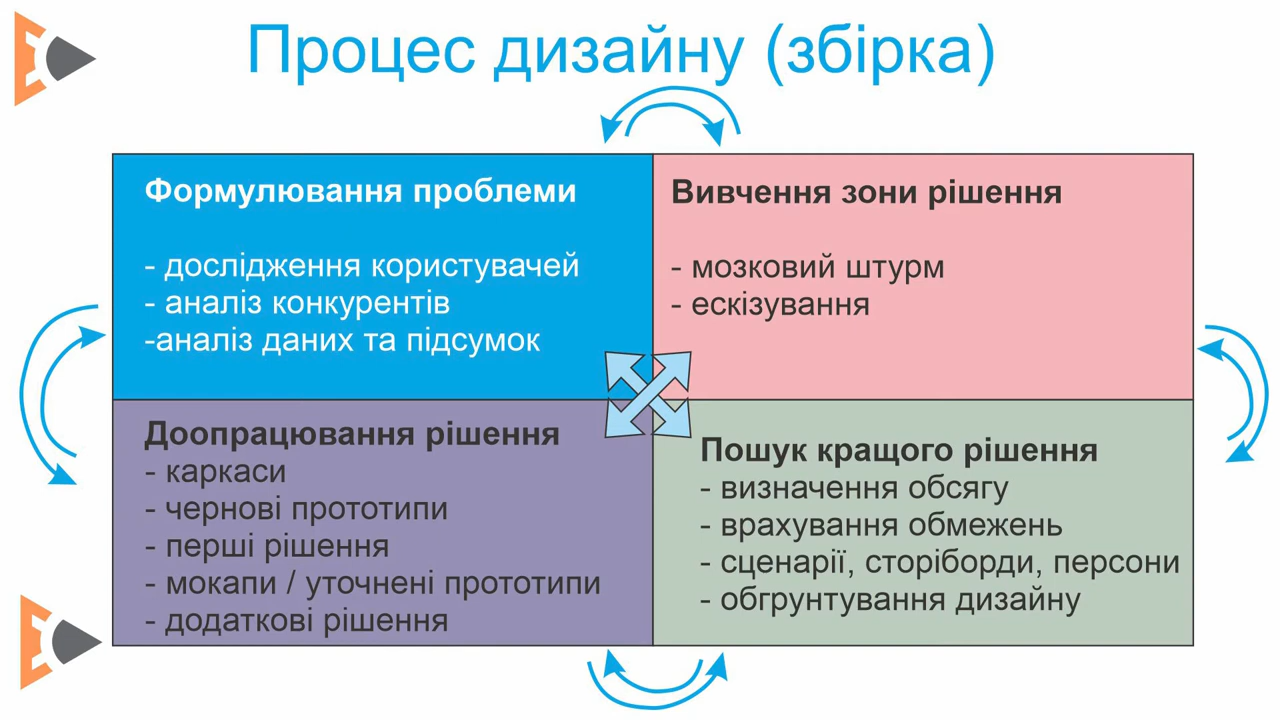 Процес дизайну (збірка)
Формулювання проблеми
- дослідження користувачей
- аналіз конкурентів
-аналіз даних та підсумок
Вивчення зони рішення
- мозковий штурм
- ескізування
Доопрацювання рішення
- каркаси
- чернові прототипи
- перші рішення
- мокапи / уточнені прототипи
- додаткові рішення
Пошук кращого рішення
- визначення обсягу
- врахування обмежень
- сценарії, сторіборди, персони
- обгрунтування дизайну